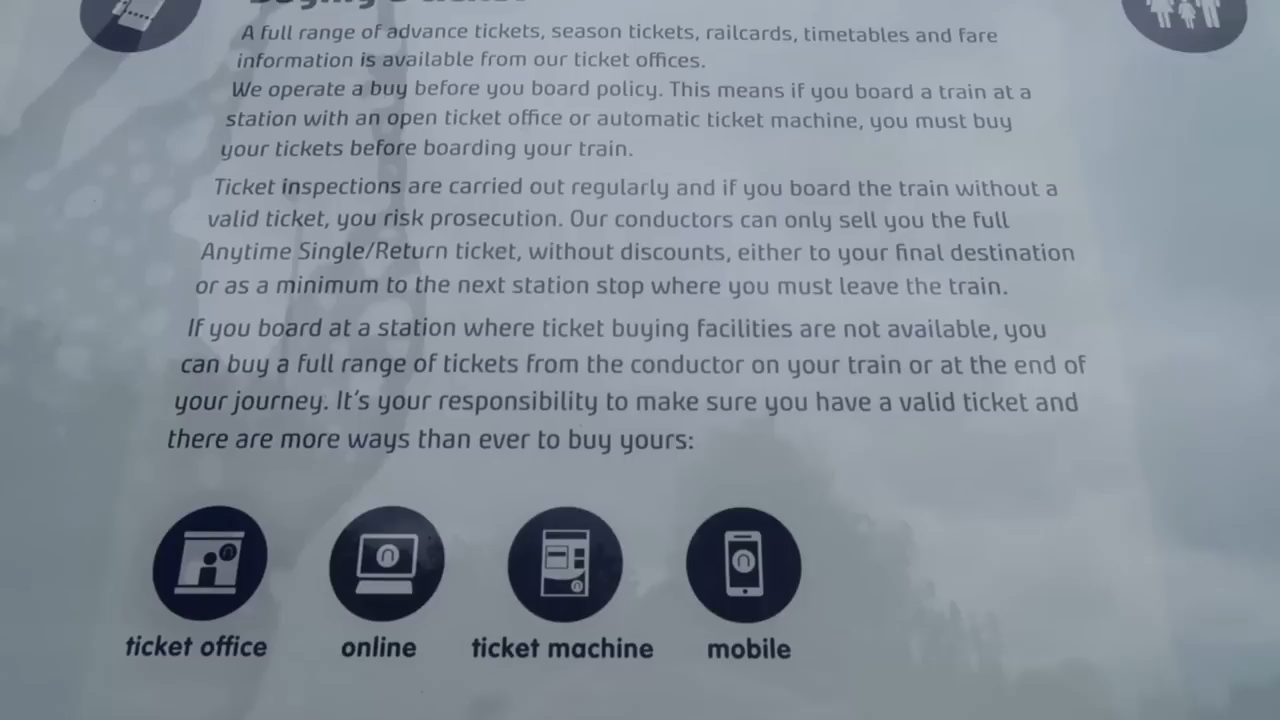 Buying a ticket
A full range of advance tickets, season tickets, railcards, timetables and fare
information is available from our ticket offices.
We operate a buy before you board policy. This means if you board a train at a
station with an open ticket office or automatic ticket machine, you must buy
your tickets before boarding your train.
Ticket inspections are carried out regularly and if you board the train without a
valid ticket, you risk prosecution. Our conductors can only sell you the full
Anytime Single/Return ticket, without discounts, either to your final destination
or as a minimum to the next station stop where you must leave the train.
If you board at a station where ticket buying facilities are not available, you
can buy a full range of tickets from the conductor on your train or at the end of
your journey. It's your responsibility to make sure you have a valid ticket and
there are more ways than ever to buy yours:
ticket office online ticket machine mobile